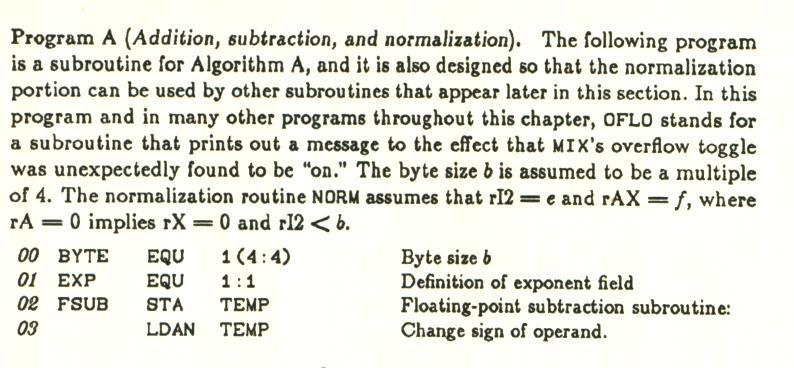 Program A (Addition, subtraction, and normalization). The following program
is a subroutine for Algorithm A, and it is also designed so that the normalization
portion can be used by other subroutines that appear later in this section. In this
program and in many other programs throughout this chapter, OFLO stands for
a subroutine that prints out a message to the effect that MIX's overflow toggle
was unexpectedly found to be "on." The byte size b is assumed to be a multiple
of 4. The normalization routine NORM assumes that rI2 = e and rAX = f, where
rA = 0 implies rX = 0 and rI2 < b.
00 BYTE EQU 1(4:4) Byte size b
01 EXP EQU 1:1 Definition of exponent field
02 FSUB STA TEMP Floating-point subtraction subroutine:
03 LDAN TEMP Change sign of operand.